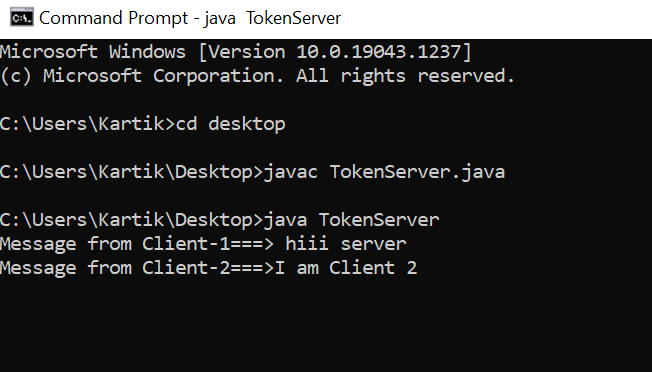 Command Prompt - java  TokenServer
Microsoft Windows [Version 10.0.19043.1237]
(c) Microsoft Corporation. All rights reserved.
C:\Users\Kartik>cd desktop
C:\Users\Kartik\Desktop>javac TokenServer.java
C:\Users\Kartik\Desktop>java TokenServer
Message from Client-1===> hiii server
Message from Client-2===>I am Client 2